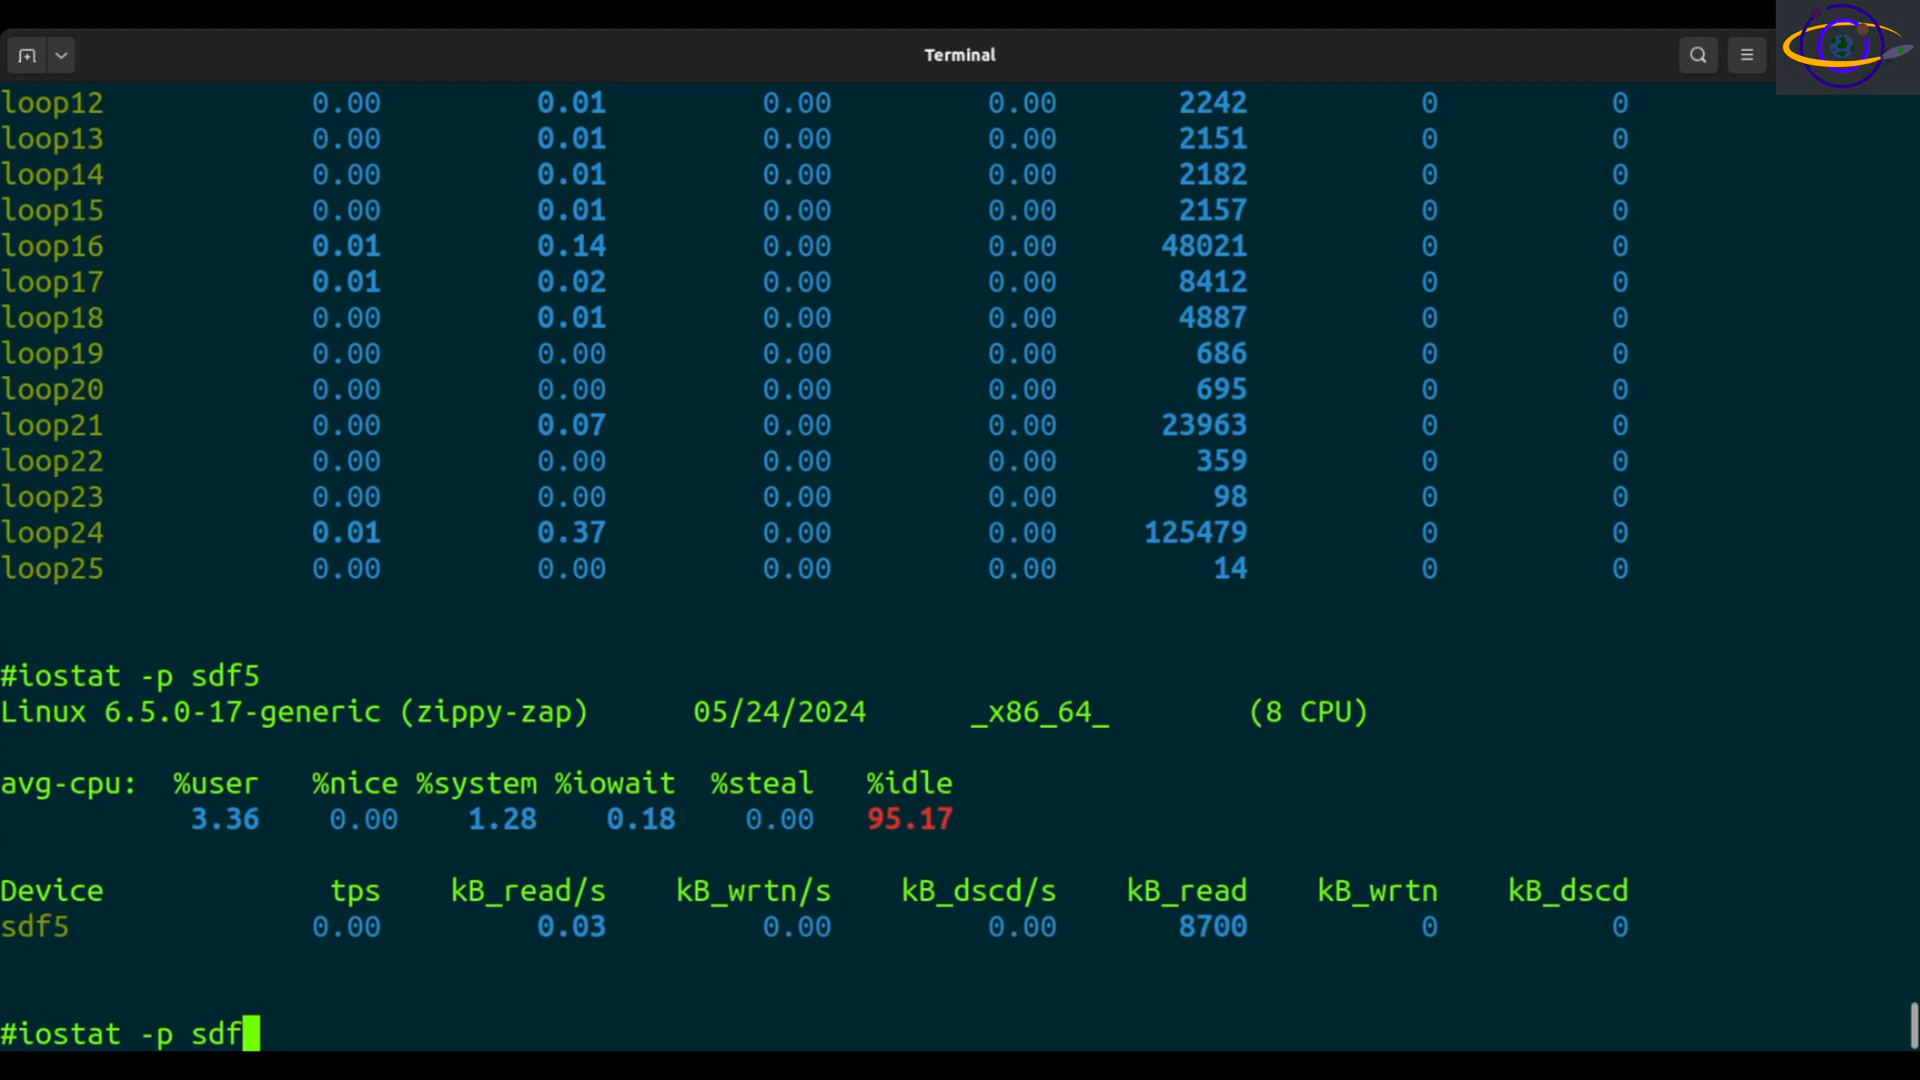 Terminal
loop12 0.00 0.01 0.00 0.00 2242 0 0
loop13 0.00 0.01 0.00 0.00 2151 0 0
loop14 0.00 0.01 0.00 0.00 2182 0 0
loop15 0.00 0.01 0.00 0.00 2157 0 0
loop16 0.01 0.14 0.00 0.00 48021 0 0
loop17 0.01 0.02 0.00 0.00 8412 0 0
loop18 0.00 0.01 0.00 0.00 4887 0 0
loop19 0.00 0.00 0.00 0.00 686 0 0
loop20 0.00 0.00 0.00 0.00 695 0 0
loop21 0.00 0.07 0.00 0.00 23963 0 0
loop22 0.00 0.00 0.00 0.00 359 0 0
loop23 0.00 0.00 0.00 0.00 98 0 0
loop24 0.01 0.37 0.00 0.00 125479 0 0
loop25 0.00 0.00 0.00 0.00 14 0 0
#iostat -p sdf5
Linux 6.5.0-17-generic (zippy-zap) 05/24/2024 _x86_64_ (8 CPU)
avg-cpu: %user %nice %system %iowait %steal %idle
3.36 0.00 1.28 0.18 0.00 95.17
Device tps kB_read/s kB_wrtn/s kB_dscd/s kB_read kB_wrtn kB_dscd
sdf5 0.00 0.03 0.00 0.00 8700 0 0
#iostat -p sdf